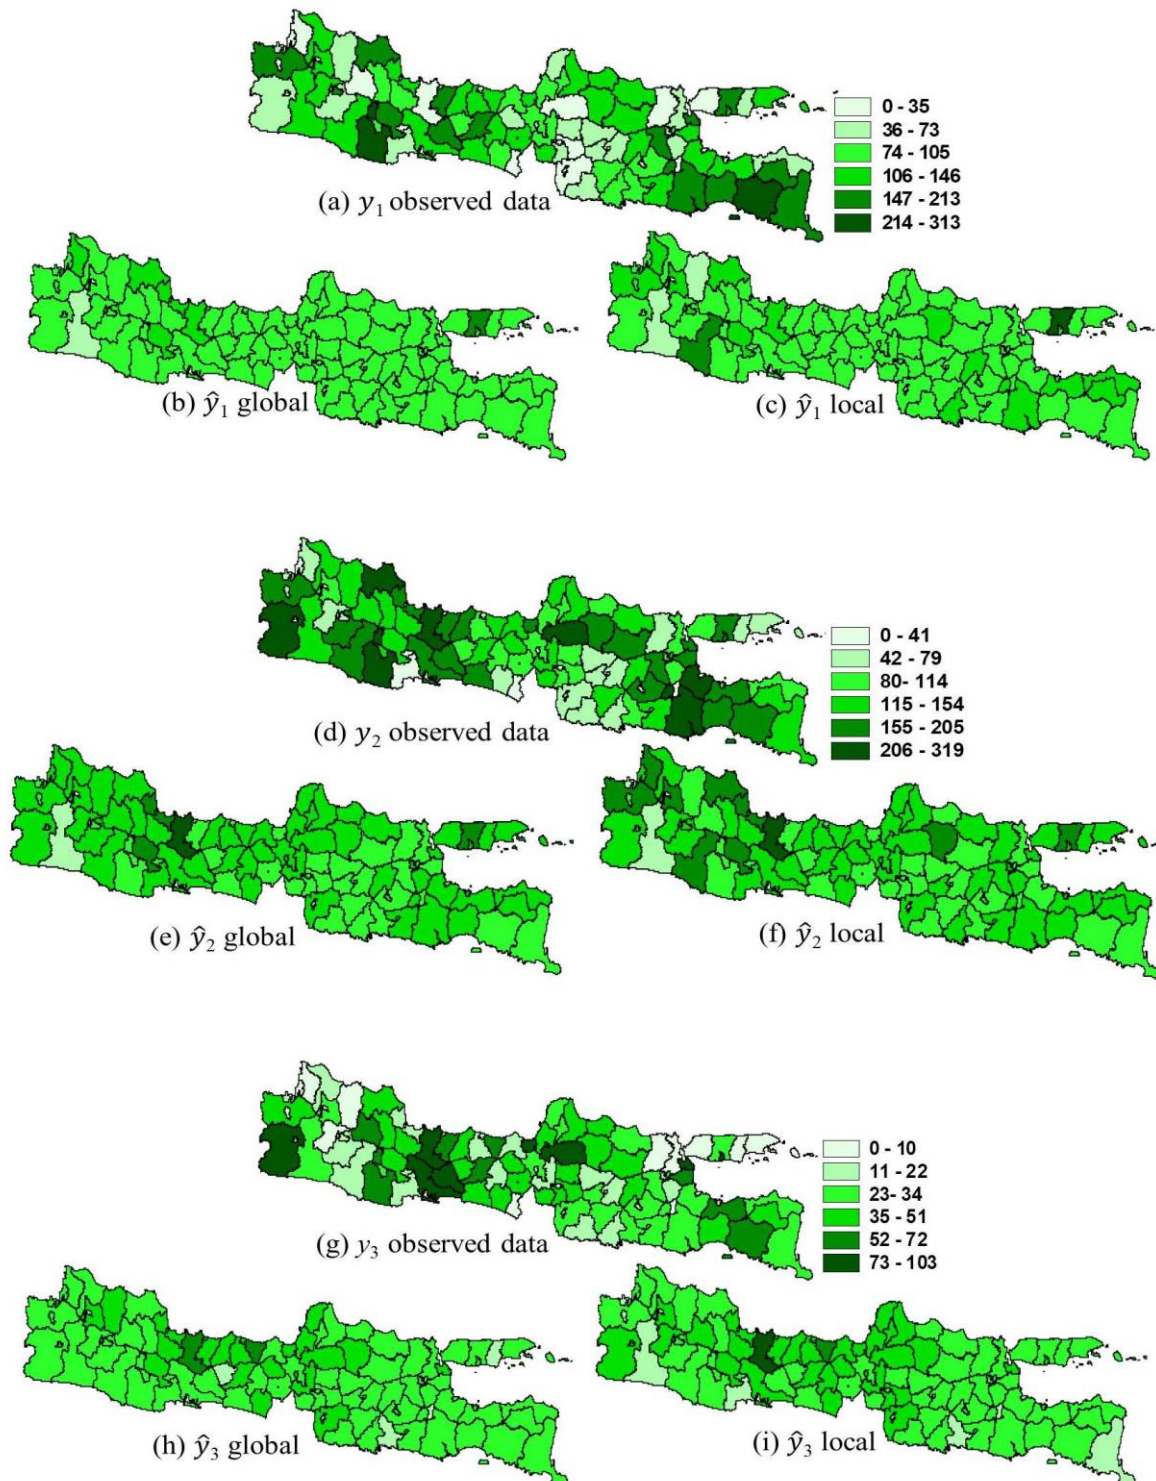 0 - 35
36 - 73
74 - 105
106 - 146
147 - 213
214 - 313
(a) y₁ observed data
(b) ŷ₁ global
(c) ŷ₁ local
0 - 41
42 - 79
80- 114
115 - 154
155 - 205
206 - 319
(d) y₂ observed data
(e) ŷ₂ global
(f) ŷ₂ local
0 - 10
11 - 22
23- 34
35 - 51
52 - 72
73 - 103
(g) y₃ observed data
(h) ŷ₃ global
(i) ŷ₃ local